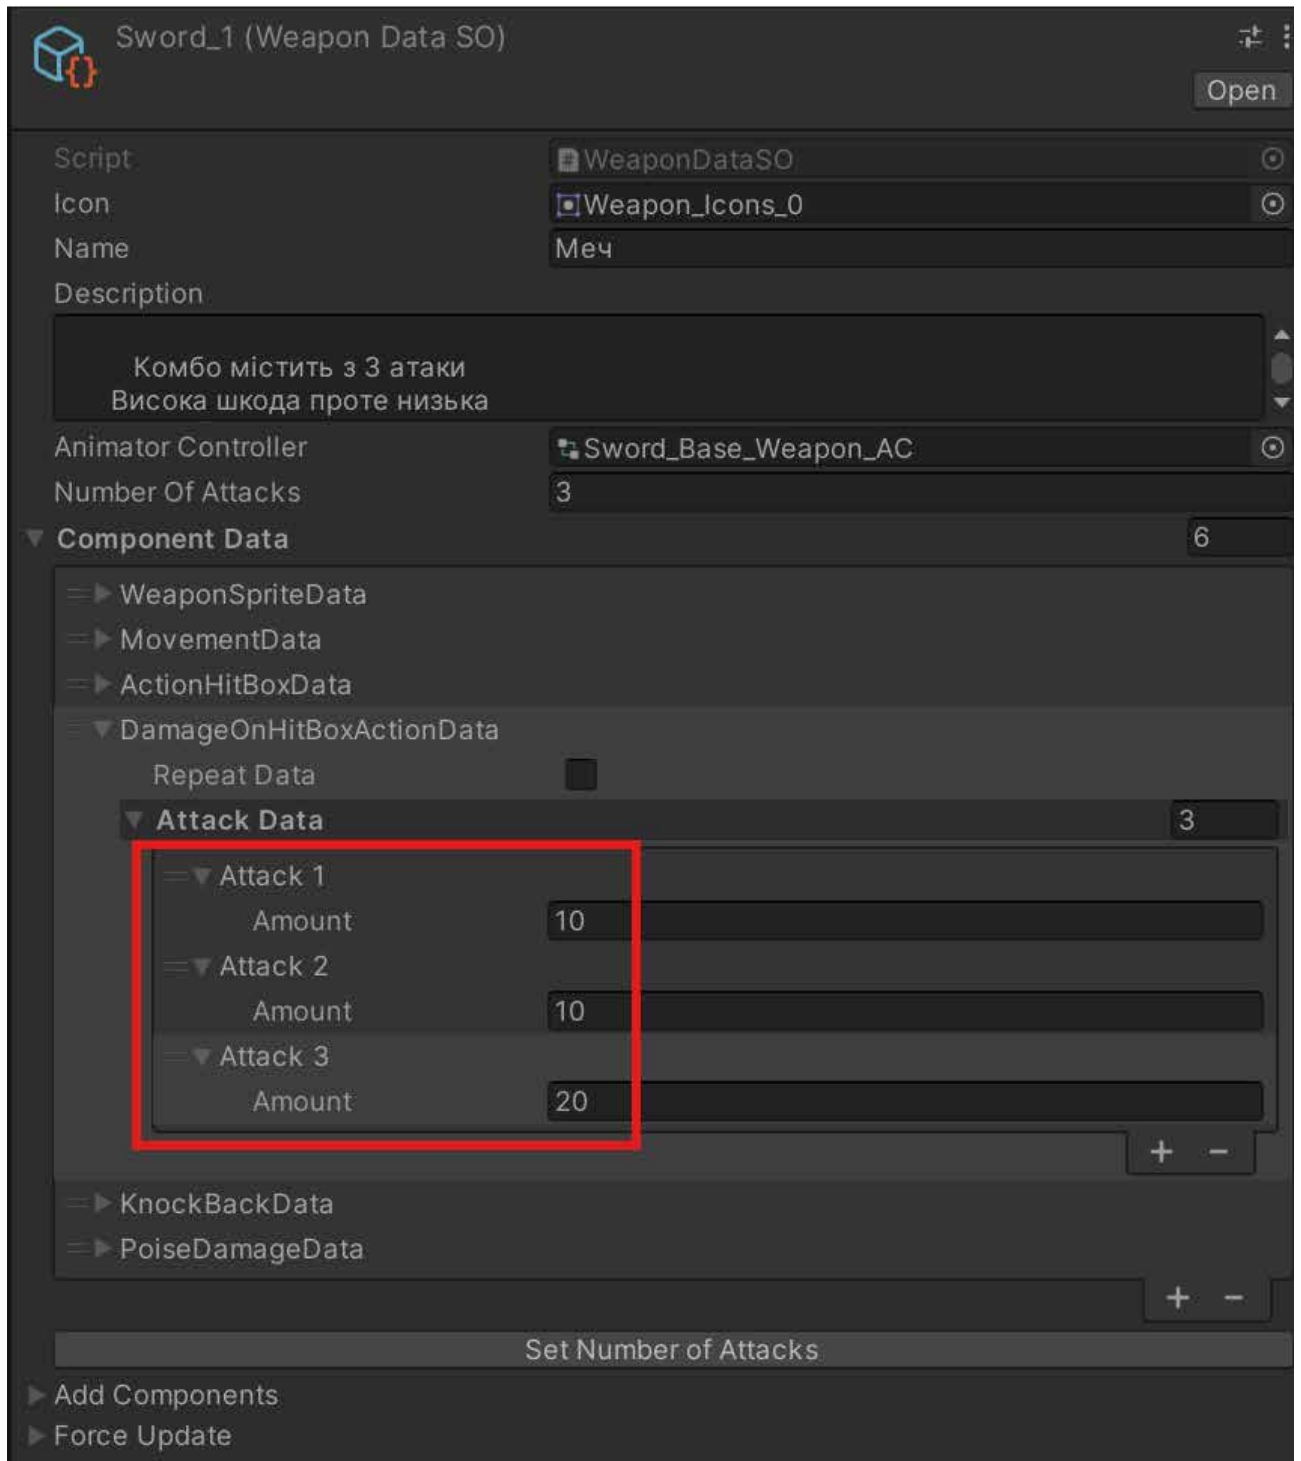 Sword_1 (Weapon Data SO)
Open
Script WeaponDataSO
Icon Weapon_Icons_0
Name Меч
Description
Комбо містить з 3 атаки
Висока шкода проте низька
Animator Controller Sword_Base_Weapon_AC
Number Of Attacks 3
Component Data 6
WeaponSpriteData
MovementData
ActionHitBoxData
DamageOnHitBoxActionData
Repeat Data
Attack Data 3
Attack 1
Amount 10
Attack 2
Amount 10
Attack 3
Amount 20
+ −
KnockBackData
PoiseDamageData
+ −
Set Number of Attacks
Add Components
Force Update